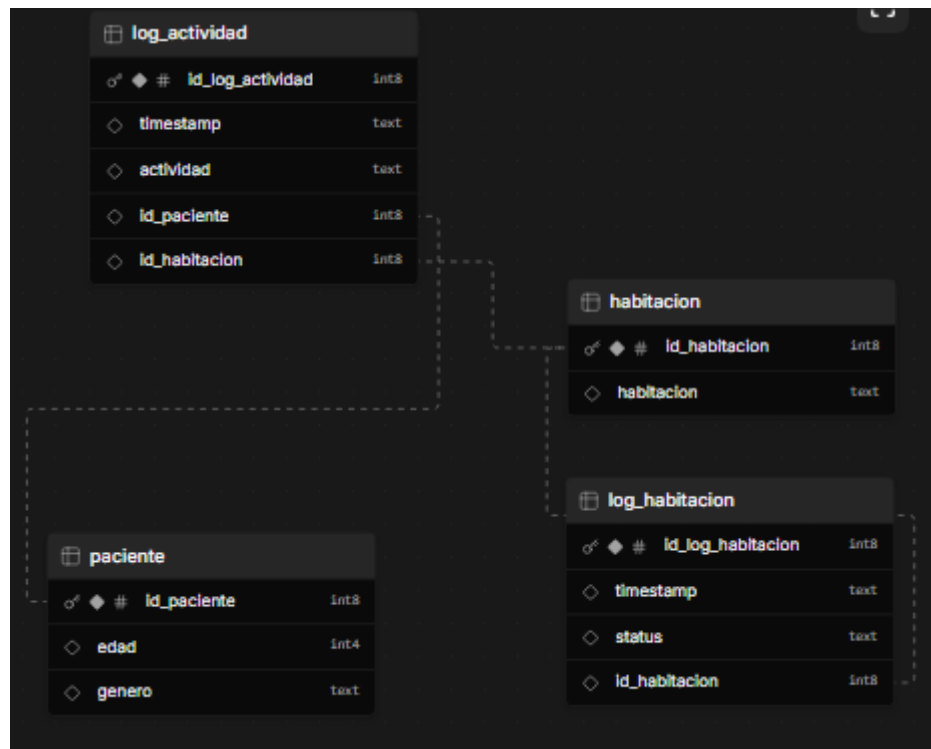 log_actividad
# id_log_actividad int8
timestamp text
actividad text
id_paciente int8
id_habitacion int8
habitacion
# id_habitacion int8
habitacion text
log_habitacion
# id_log_habitacion int8
timestamp text
status text
id_habitacion int8
paciente
# id_paciente int8
edad int4
genero text